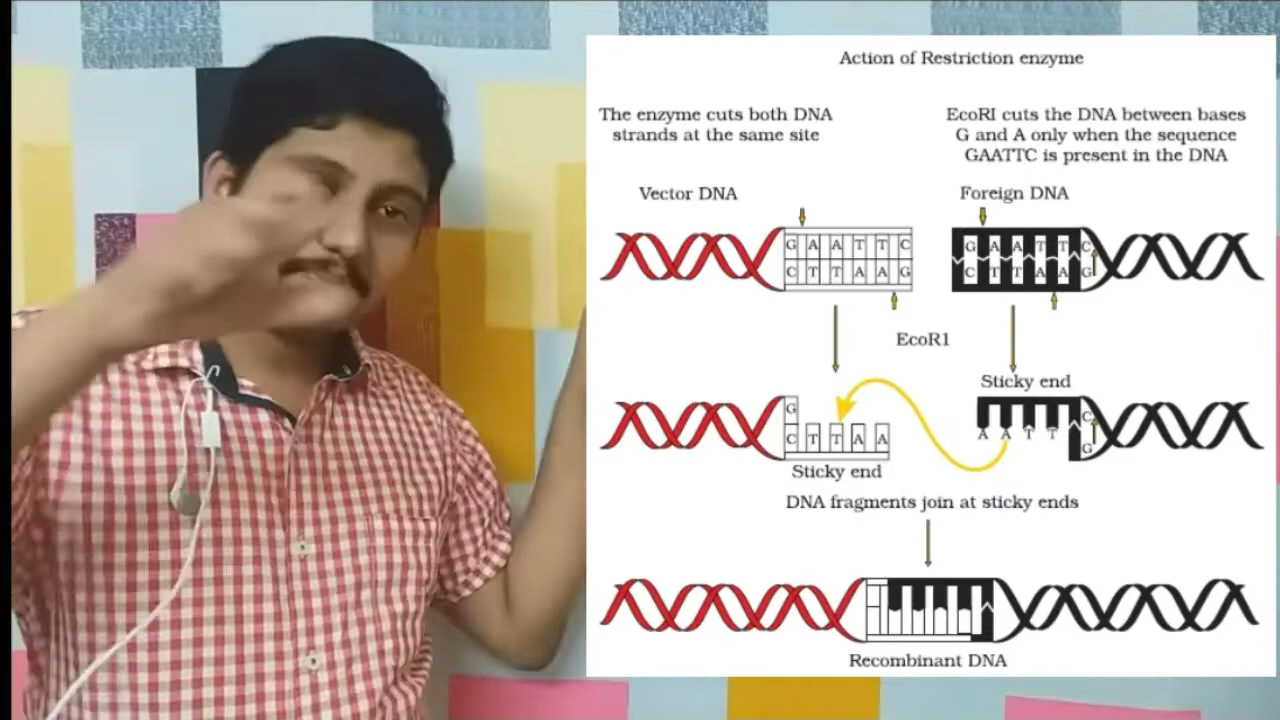 Action of Restriction enzyme
The enzyme cuts both DNA
strands at the same site
EcoRI cuts the DNA between bases
G and A only when the sequence
GAATTC is present in the DNA
Vector DNA
Foreign DNA
G A A T T C
C T T A A G
G A A T T C
C T T A A G
EcoR1
Sticky end
G
C T T A A
A A T T C
G
Sticky end
DNA fragments join at sticky ends
Recombinant DNA